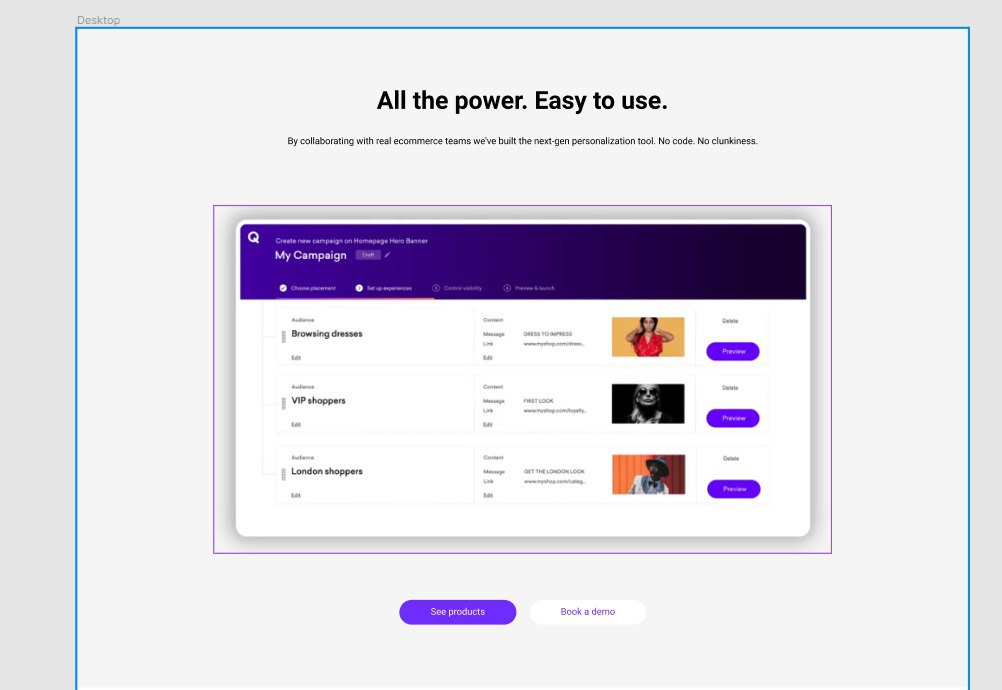 Desktop
All the power. Easy to use.
By collaborating with real ecommerce teams we've built the next-gen personalization tool. No code. No clunkiness.
Q
Create new campaign on Homepage Hero Banner
My Campaign
Draft
Choose placement
2 Set up experiences
3 Control visibility
4 Preview & launch
Audience
Browsing dresses
Edit
Content
Message DRESS TO IMPRESS
Link www.myshop.com/dress...
Edit
Delete
Preview
Audience
VIP shoppers
Edit
Content
Message FIRST LOOK
Link www.myshop.com/loyalty...
Edit
Delete
Preview
Audience
London shoppers
Edit
Content
Message GET THE LONDON LOOK
Link www.myshop.com/categ...
Edit
Delete
Preview
See products
Book a demo